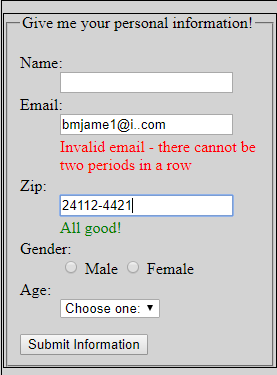 Give me your personal information!
Name:
Email:
bmjame1@i..com
Invalid email - there cannot be
two periods in a row
Zip:
24112-4421
All good!
Gender:
Male Female
Age:
Choose one:
Submit Information